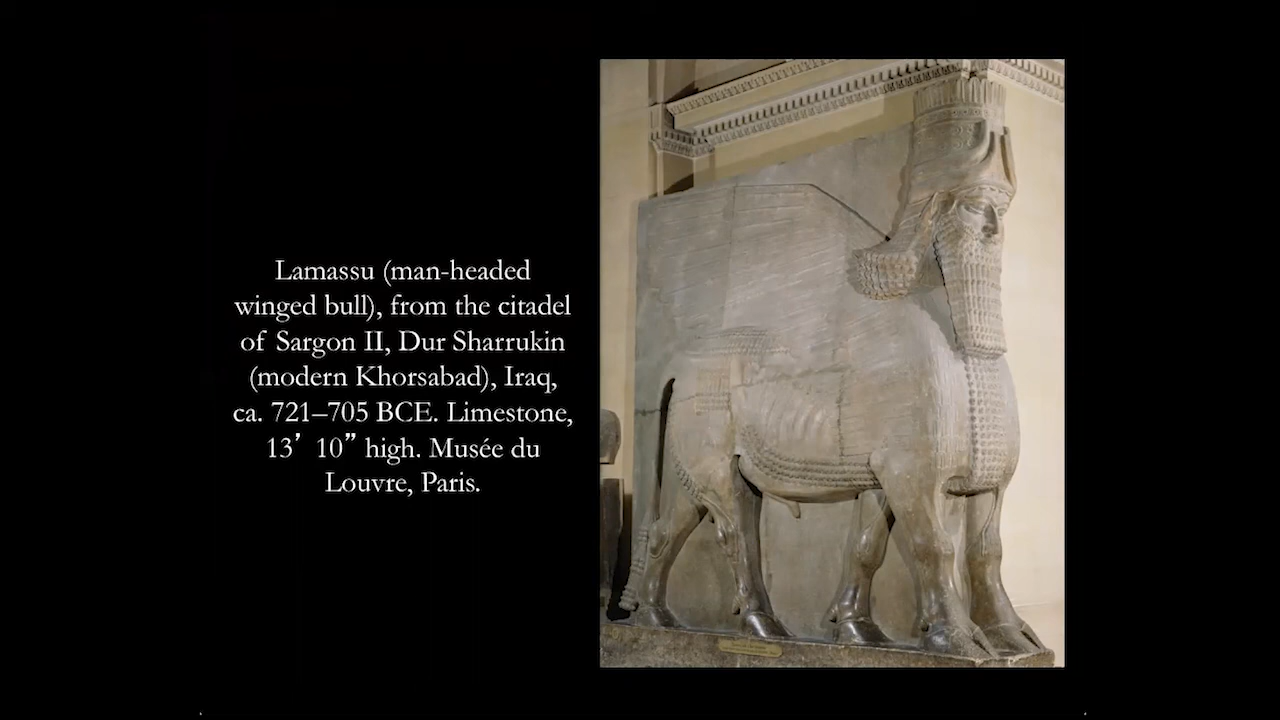 Lamassu (man-headed
winged bull), from the citadel
of Sargon II, Dur Sharrukin
(modern Khorsabad), Iraq,
ca. 721–705 BCE. Limestone,
13’ 10” high. Musée du
Louvre, Paris.